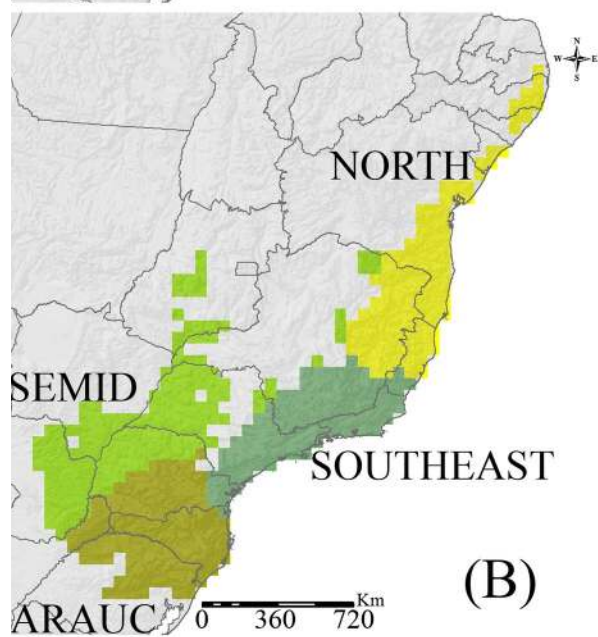 N
W E
S
NORTH
SEMID
SOUTHEAST
(B)
ARAUC
Km
0 360 720